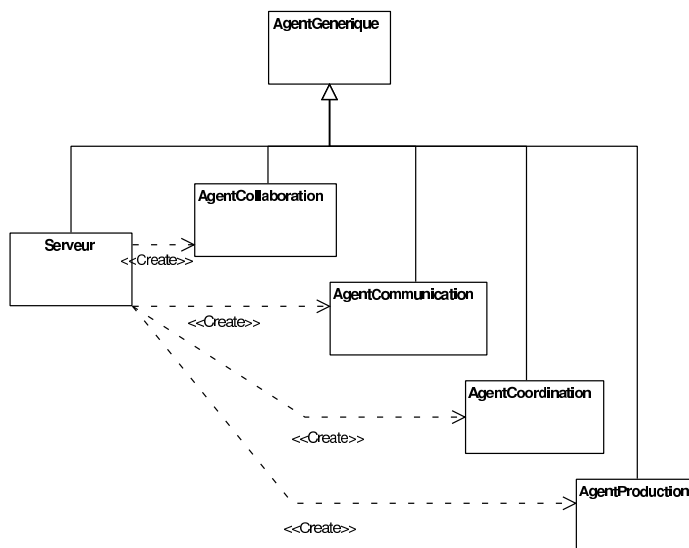 AgentGenerique
AgentCollaboration
Serveur
<<Create>>
AgentCommunication
<<Create>>
AgentCoordination
<<Create>>
AgentProduction
<<Create>>